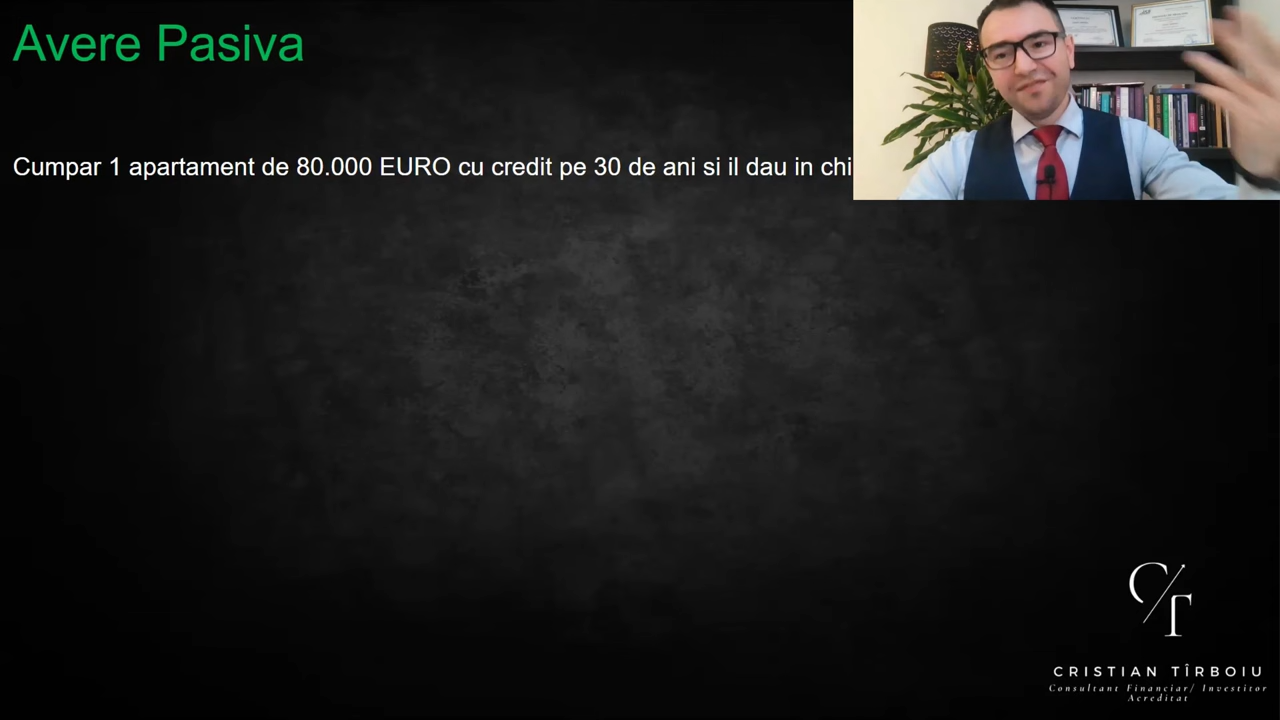 Avere Pasiva
Cumpar 1 apartament de 80.000 EURO cu credit pe 30 de ani si il dau in chi
CT
CRISTIAN TÎRBOIU
Consultant Financiar/ Investitor
Acreditat